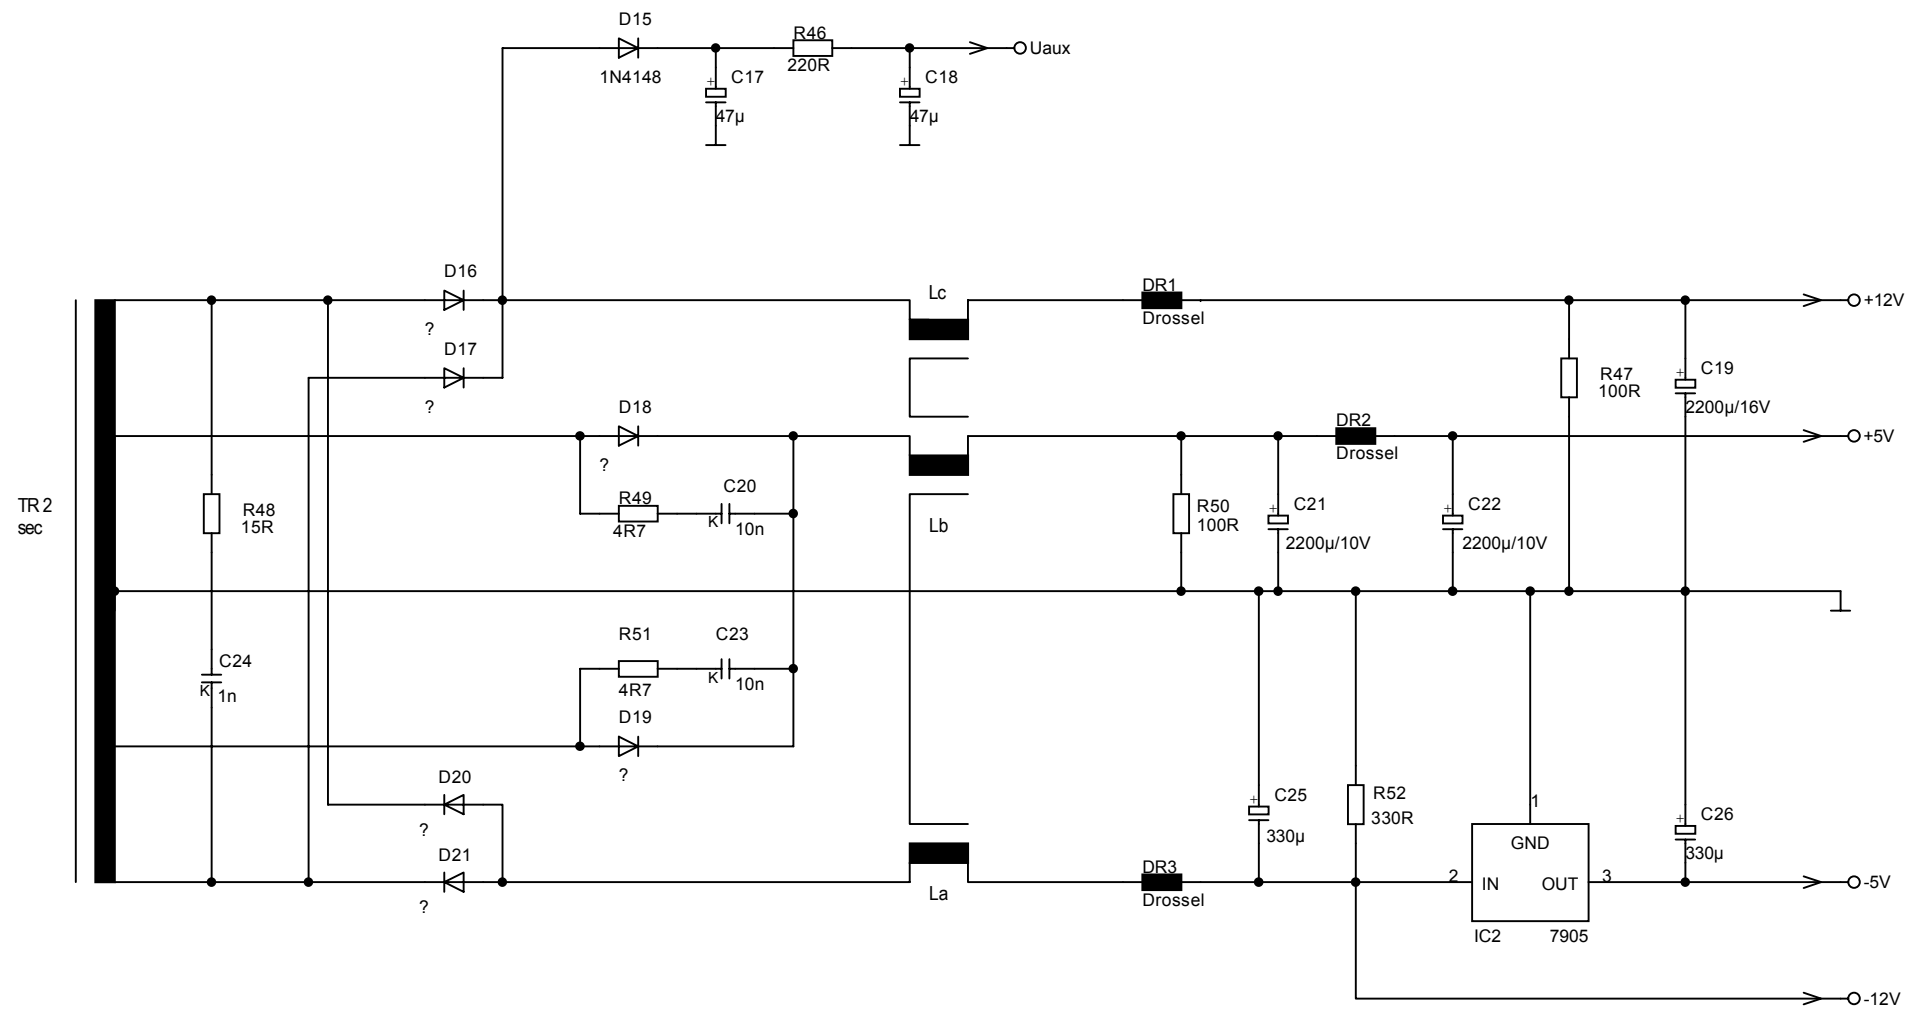 D15
1N4148
C17
47µ
R46
220R
C18
47µ
Uaux
D16
?
D17
?
D18
?
R49
4R7
C20
K
10n
Lc
DR1
Drossel
+12V
R47
100R
C19
2200µ/16V
DR2
Drossel
+5V
TR2
sec
R48
15R
Lb
R50
100R
C21
2200µ/10V
C22
2200µ/10V
C24
K
1n
R51
4R7
C23
K
10n
D19
?
D20
?
D21
?
La
DR3
Drossel
C25
330µ
R52
330R
1
GND
2
IN
OUT
3
IC2
7905
C26
330µ
-5V
-12V
+
+
+
+
+
+
+